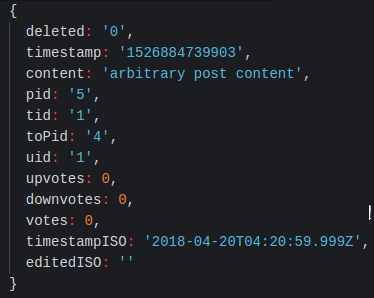 {
deleted: '0',
timestamp: '1526884739903',
content: 'arbitrary post content',
pid: '5',
tid: '1',
toPid: '4',
uid: '1',
upvotes: 0,
downvotes: 0,
votes: 0,
timestampISO: '2018-04-20T04:20:59.999Z',
editedISO: ''
}